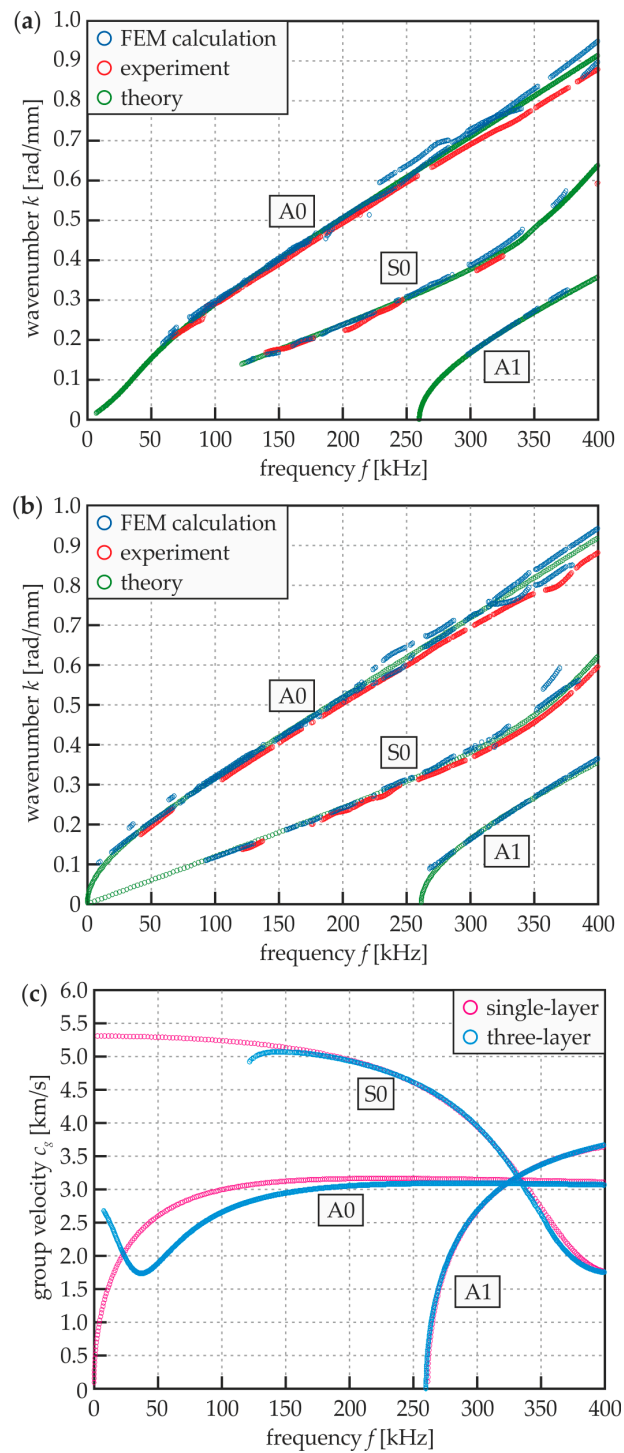 (a)
1.0
0.9
0.8
0.7
0.6
0.5
0.4
0.3
0.2
0.1
0
wavenumber k [rad/mm]
FEM calculation
experiment
theory
A0
S0
A1
0 50 100 150 200 250 300 350 400
frequency f [kHz]
(b)
1.0
0.9
0.8
0.7
0.6
0.5
0.4
0.3
0.2
0.1
0
wavenumber k [rad/mm]
FEM calculation
experiment
theory
A0
S0
A1
0 50 100 150 200 250 300 350 400
frequency f [kHz]
(c)
6.0
5.5
5.0
4.5
4.0
3.5
3.0
2.5
2.0
1.5
1.0
0.5
0
group velocity cg [km/s]
single-layer
three-layer
S0
A0
A1
0 50 100 150 200 250 300 350 400
frequency f [kHz]